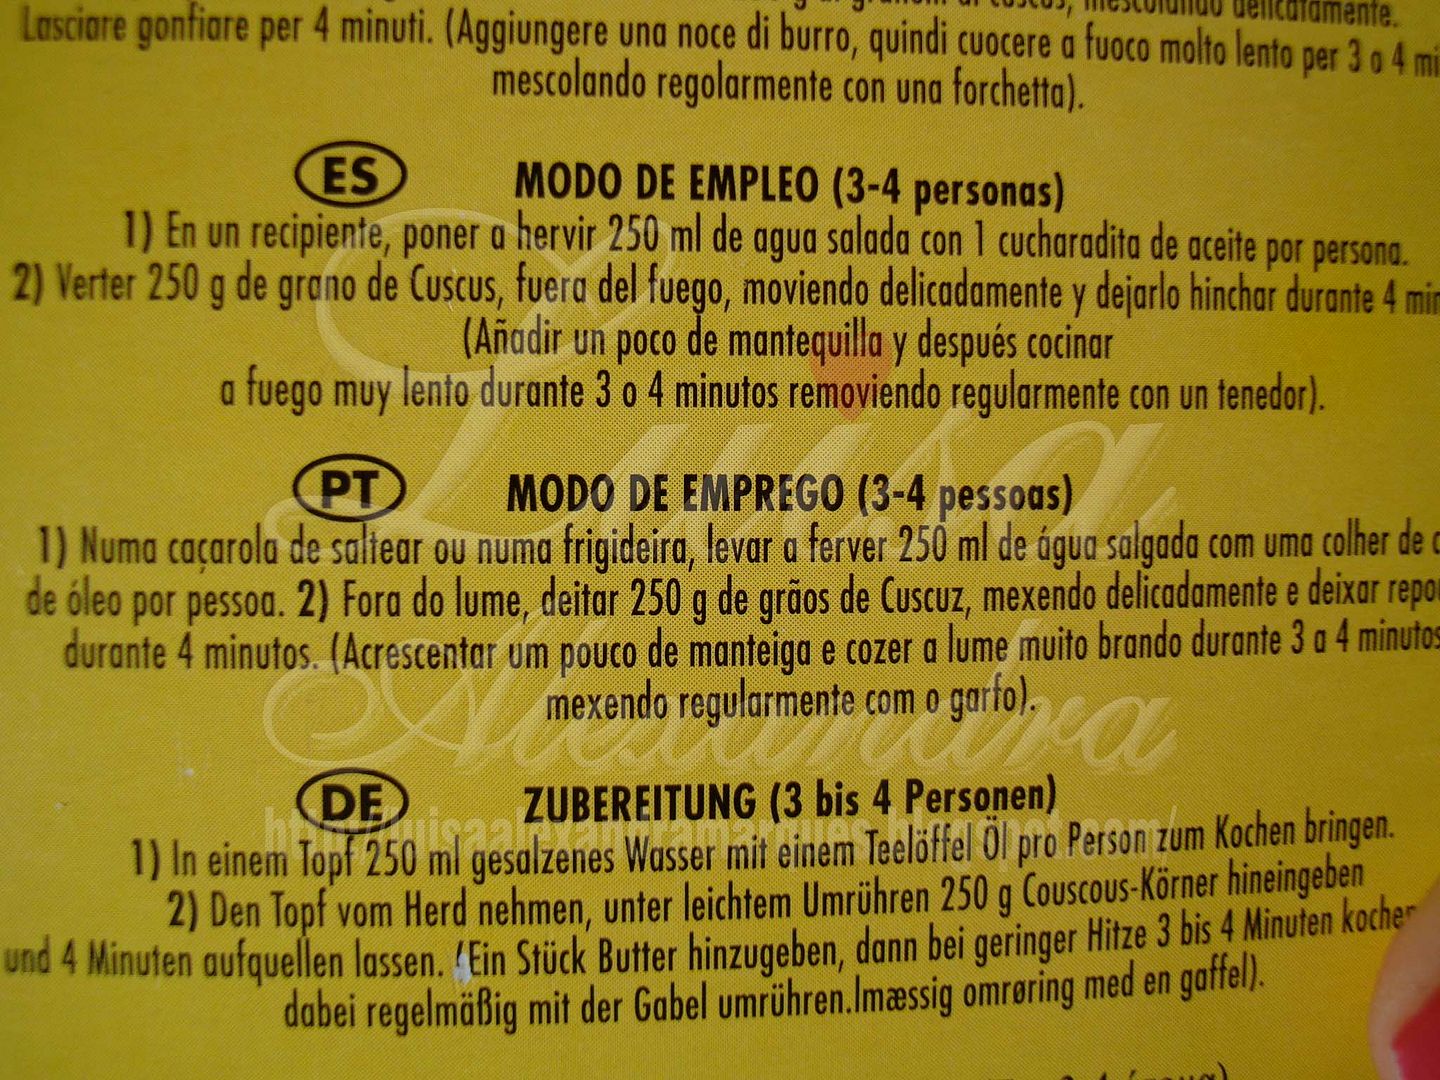 mescolando delicatamente.
Lasciare gonfiare per 4 minuti. (Aggiungere una noce di burro, quindi cuocere a fuoco molto lento per 3 o 4 mi
mescolando regolarmente con una forchetta).
ES MODO DE EMPLEO (3-4 personas)
1) En un recipiente, poner a hervir 250 ml de agua salada con 1 cucharadita de aceite por persona.
2) Verter 250 g de grano de Cuscus, fuera del fuego, moviendo delicadamente y dejarlo hinchar durante 4 min
(Añadir un poco de mantequilla y después cocinar
a fuego muy lento durante 3 o 4 minutos removiendo regularmente con un tenedor).
PT MODO DE EMPREGO (3-4 pessoas)
1) Numa caçarola de saltear ou numa frigideira, levar a ferver 250 ml de água salgada com uma colher de
de óleo por pessoa. 2) Fora do lume, deitar 250 g de grãos de Cuscuz, mexendo delicadamente e deixar repo
durante 4 minutos. (Acrescentar um pouco de manteiga e cozer a lume muito brando durante 3 a 4 minutos
mexendo regularmente com o garfo).
Luisa
Alexandra
DE ZUBEREITUNG (3 bis 4 Personen)
1) In einem Topf 250 ml gesalzenes Wasser mit einem Teelöffel Öl pro Person zum Kochen bringen.
2) Den Topf vom Herd nehmen, unter leichtem Umrühren 250 g Couscous-Körner hineingeben
und 4 Minuten aufquellen lassen. (Ein Stück Butter hinzugeben, dann bei geringer Hitze 3 bis 4 Minuten kochen
dabei regelmäßig mit der Gabel umrühren.lmæssig omrøring med en gaffel).